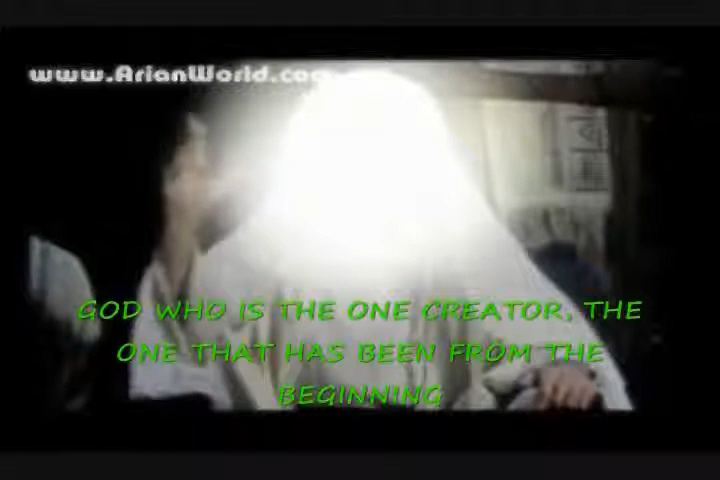 www.ArianWorld.com
GOD WHO IS THE ONE CREATOR. THE
ONE THAT HAS BEEN FROM THE
BEGINNING